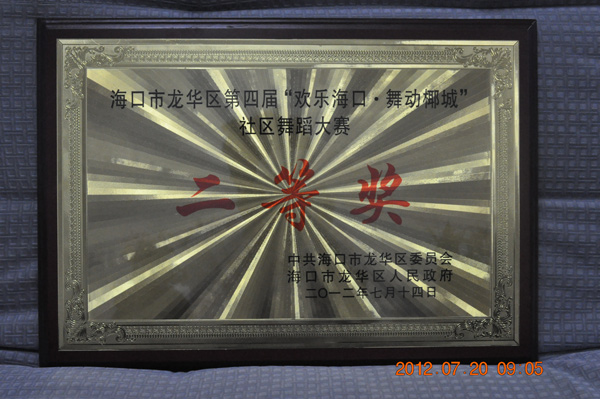 海口市龙华区第四届“欢乐海口·舞动椰城”
社区舞蹈大赛
二等奖
中共海口市龙华区委员会
海口市龙华区人民政府
二〇一二年七月十四日
2012.07.20 09:05